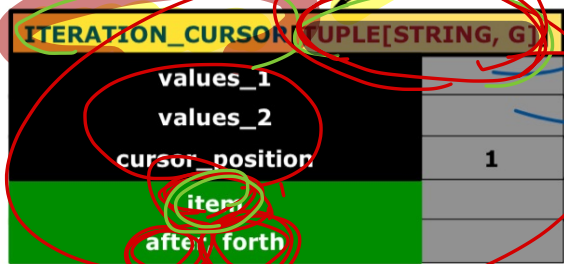 ITERATION_CURSOR[TUPLE[STRING, G]]
values_1
values_2
cursor_position 1
item
after, forth